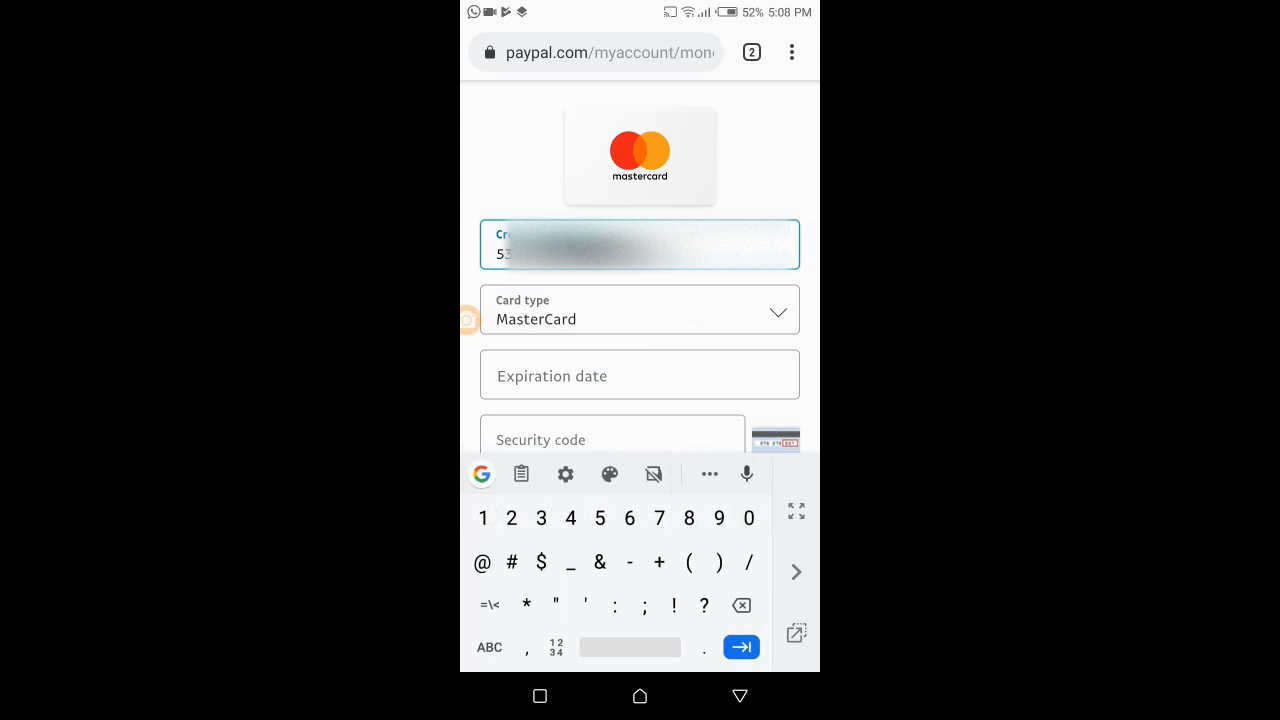 52% 5:08 PM
paypal.com/myaccount/mon
2
mastercard
53
Card type
MasterCard
Expiration date
Security code
G
1 2 3 4 5 6 7 8 9 0
@ # $ _ & - + ( ) /
=\< * " ' : ; ! ?
ABC , 12 34 .